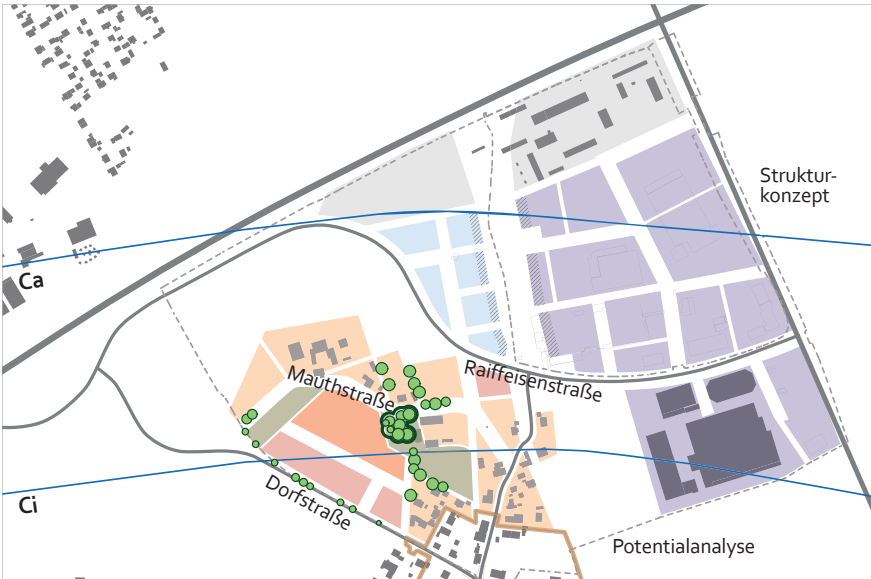 Struktur-
konzept
Ca
Mauthstraße
Raiffeisenstraße
Dorfstraße
Ci
Potentialanalyse